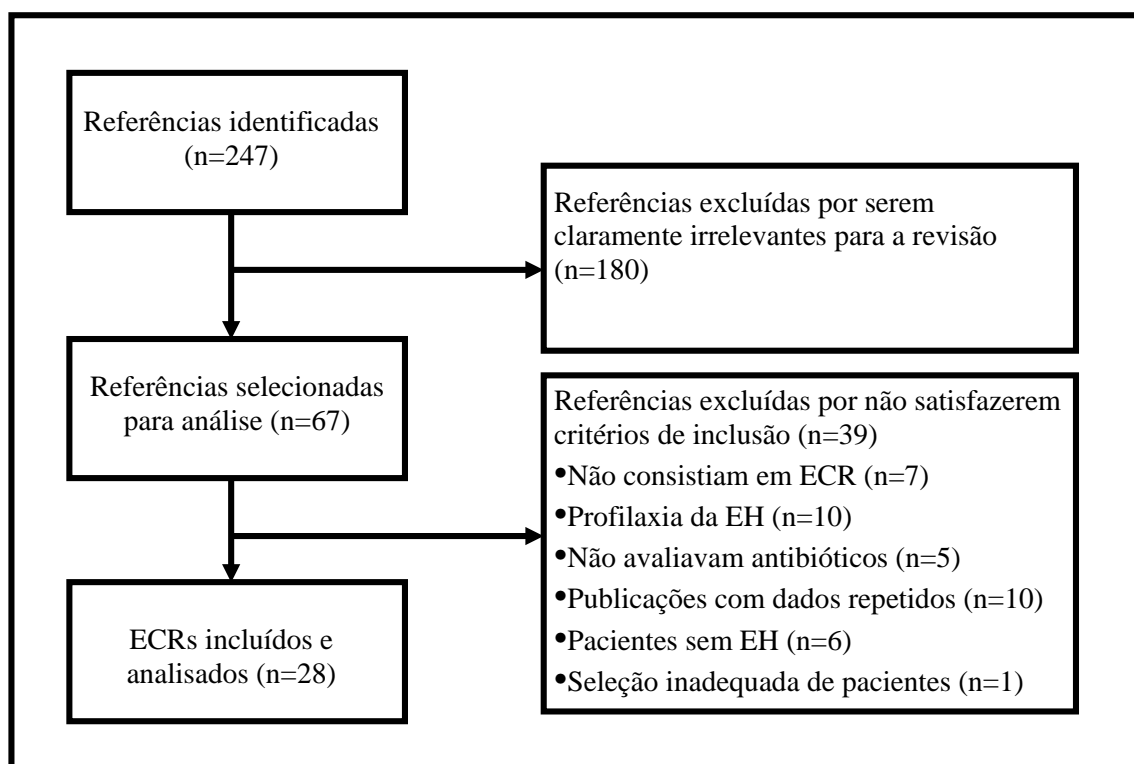 Referências identificadas
(n=247)
Referências excluídas por serem
claramente irrelevantes para a revisão
(n=180)
Referências selecionadas
para análise (n=67)
Referências excluídas por não satisfazerem
critérios de inclusão (n=39)
•Não consistiam em ECR (n=7)
•Profilaxia da EH (n=10)
•Não avaliavam antibióticos (n=5)
•Publicações com dados repetidos (n=10)
•Pacientes sem EH (n=6)
•Seleção inadequada de pacientes (n=1)
ECRs incluídos e
analisados (n=28)